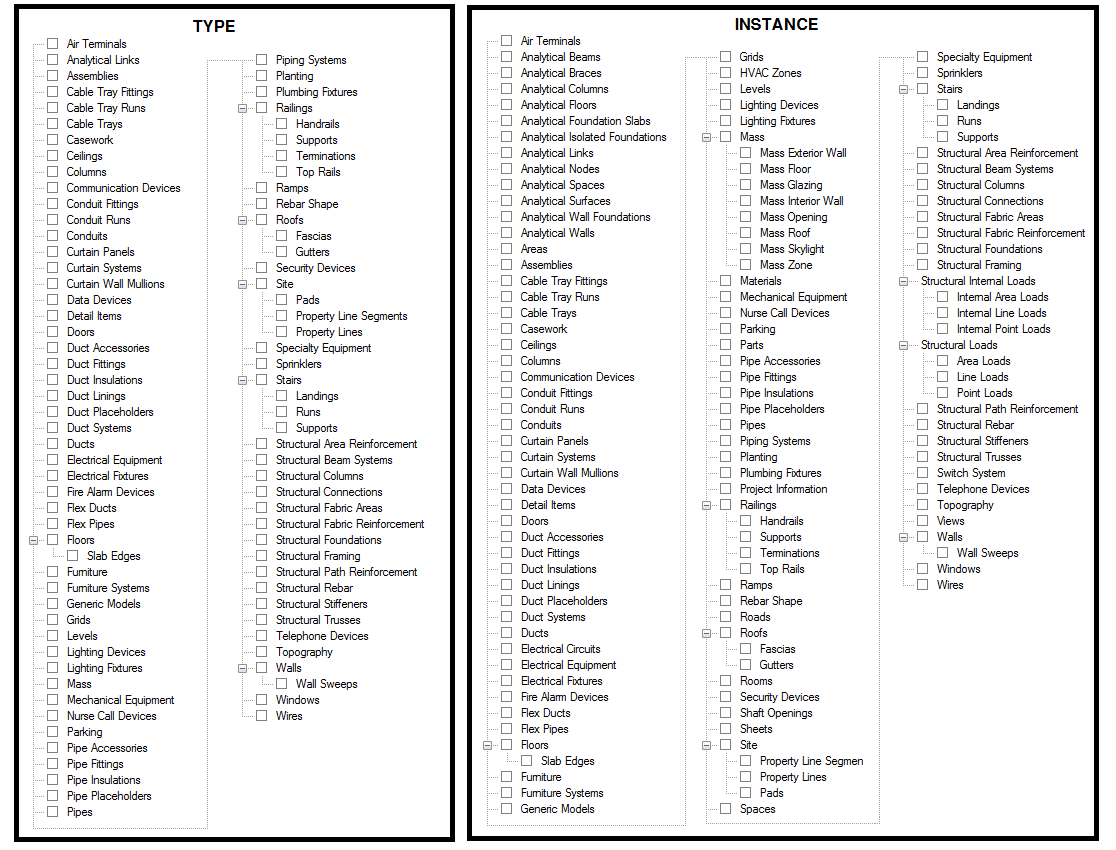 TYPE
Air Terminals
Analytical Links
Assemblies
Cable Tray Fittings
Cable Tray Runs
Cable Trays
Casework
Ceilings
Columns
Communication Devices
Conduit Fittings
Conduit Runs
Conduits
Curtain Panels
Curtain Systems
Curtain Wall Mullions
Data Devices
Detail Items
Doors
Duct Accessories
Duct Fittings
Duct Insulations
Duct Linings
Duct Placeholders
Duct Systems
Ducts
Electrical Equipment
Electrical Fixtures
Fire Alarm Devices
Flex Ducts
Flex Pipes
Floors
Slab Edges
Furniture
Furniture Systems
Generic Models
Grids
Levels
Lighting Devices
Lighting Fixtures
Mass
Mechanical Equipment
Nurse Call Devices
Parking
Pipe Accessories
Pipe Fittings
Pipe Insulations
Pipe Placeholders
Pipes
Piping Systems
Planting
Plumbing Fixtures
Railings
Handrails
Supports
Terminations
Top Rails
Ramps
Rebar Shape
Roofs
Fascias
Gutters
Security Devices
Site
Pads
Property Line Segments
Property Lines
Specialty Equipment
Sprinklers
Stairs
Landings
Runs
Supports
Structural Area Reinforcement
Structural Beam Systems
Structural Columns
Structural Connections
Structural Fabric Areas
Structural Fabric Reinforcement
Structural Foundations
Structural Framing
Structural Path Reinforcement
Structural Rebar
Structural Stiffeners
Structural Trusses
Telephone Devices
Topography
Walls
Wall Sweeps
Windows
Wires
INSTANCE
Air Terminals
Analytical Beams
Analytical Braces
Analytical Columns
Analytical Floors
Analytical Foundation Slabs
Analytical Isolated Foundations
Analytical Links
Analytical Nodes
Analytical Spaces
Analytical Surfaces
Analytical Wall Foundations
Analytical Walls
Areas
Assemblies
Cable Tray Fittings
Cable Tray Runs
Cable Trays
Casework
Ceilings
Columns
Communication Devices
Conduit Fittings
Conduit Runs
Conduits
Curtain Panels
Curtain Systems
Curtain Wall Mullions
Data Devices
Detail Items
Doors
Duct Accessories
Duct Fittings
Duct Insulations
Duct Linings
Duct Placeholders
Duct Systems
Ducts
Electrical Circuits
Electrical Equipment
Electrical Fixtures
Fire Alarm Devices
Flex Ducts
Flex Pipes
Floors
Slab Edges
Furniture
Furniture Systems
Generic Models
Grids
HVAC Zones
Levels
Lighting Devices
Lighting Fixtures
Mass
Mass Exterior Wall
Mass Floor
Mass Glazing
Mass Interior Wall
Mass Opening
Mass Roof
Mass Skylight
Mass Zone
Materials
Mechanical Equipment
Nurse Call Devices
Parking
Parts
Pipe Accessories
Pipe Fittings
Pipe Insulations
Pipe Placeholders
Pipes
Piping Systems
Planting
Plumbing Fixtures
Project Information
Railings
Handrails
Supports
Terminations
Top Rails
Ramps
Rebar Shape
Roads
Roofs
Fascias
Gutters
Rooms
Security Devices
Shaft Openings
Sheets
Site
Property Line Segmen
Property Lines
Pads
Spaces
Specialty Equipment
Sprinklers
Stairs
Landings
Runs
Supports
Structural Area Reinforcement
Structural Beam Systems
Structural Columns
Structural Connections
Structural Fabric Areas
Structural Fabric Reinforcement
Structural Foundations
Structural Framing
Structural Internal Loads
Internal Area Loads
Internal Line Loads
Internal Point Loads
Structural Loads
Area Loads
Line Loads
Point Loads
Structural Path Reinforcement
Structural Rebar
Structural Stiffeners
Structural Trusses
Switch System
Telephone Devices
Topography
Views
Walls
Wall Sweeps
Windows
Wires